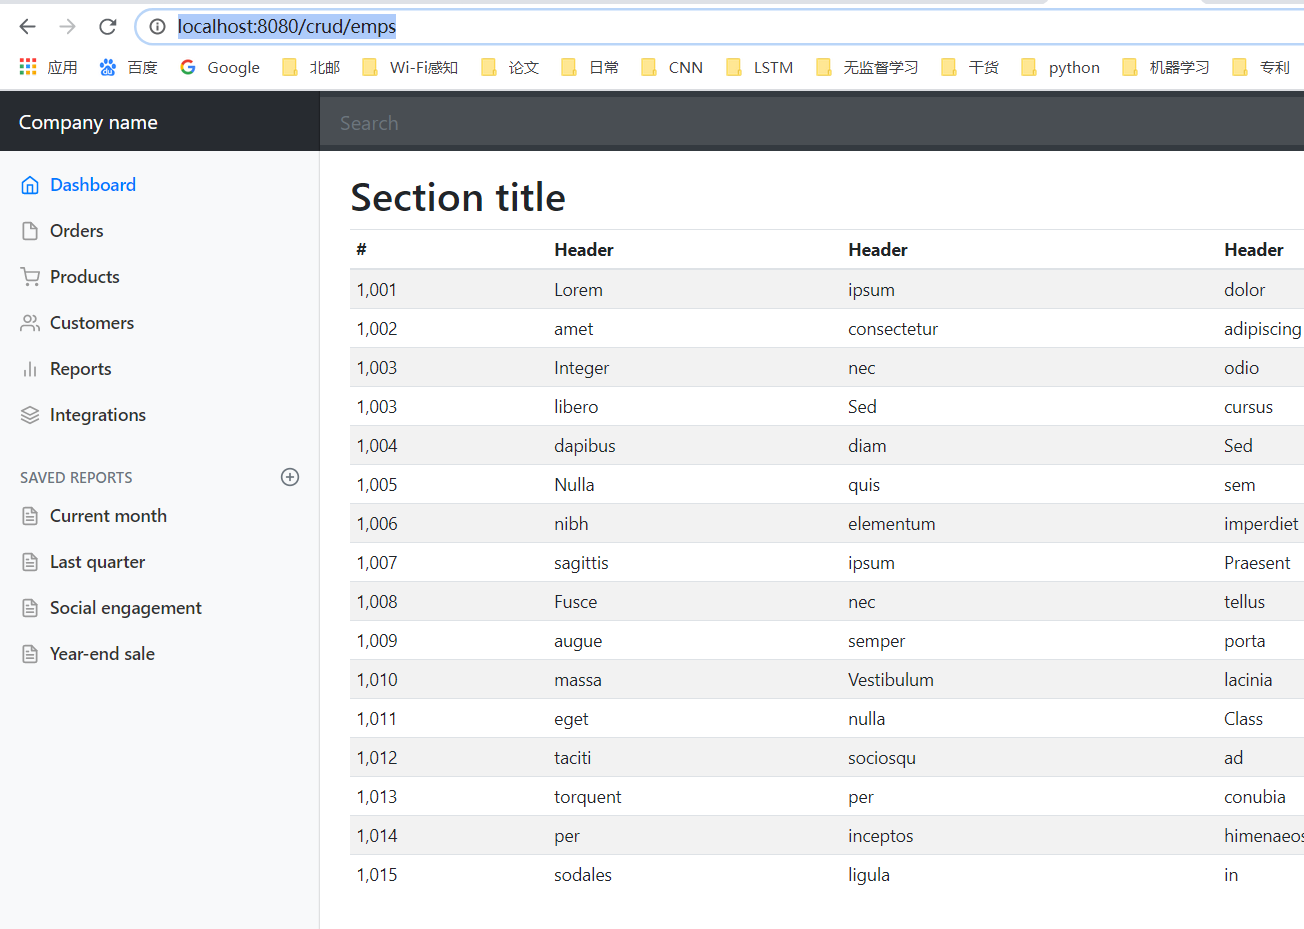 localhost:8080/crud/emps
应用 百度 Google 北邮 Wi-Fi感知 论文 日常 CNN LSTM 无监督学习 干货 python 机器学习 专利
Company name Search
Dashboard
Orders
Products
Customers
Reports
Integrations
SAVED REPORTS
Current month
Last quarter
Social engagement
Year-end sale
Section title
# Header Header Header
1,001 Lorem ipsum dolor
1,002 amet consectetur adipiscing
1,003 Integer nec odio
1,003 libero Sed cursus
1,004 dapibus diam Sed
1,005 Nulla quis sem
1,006 nibh elementum imperdiet
1,007 sagittis ipsum Praesent
1,008 Fusce nec tellus
1,009 augue semper porta
1,010 massa Vestibulum lacinia
1,011 eget nulla Class
1,012 taciti sociosqu ad
1,013 torquent per conubia
1,014 per inceptos himenaeos
1,015 sodales ligula in